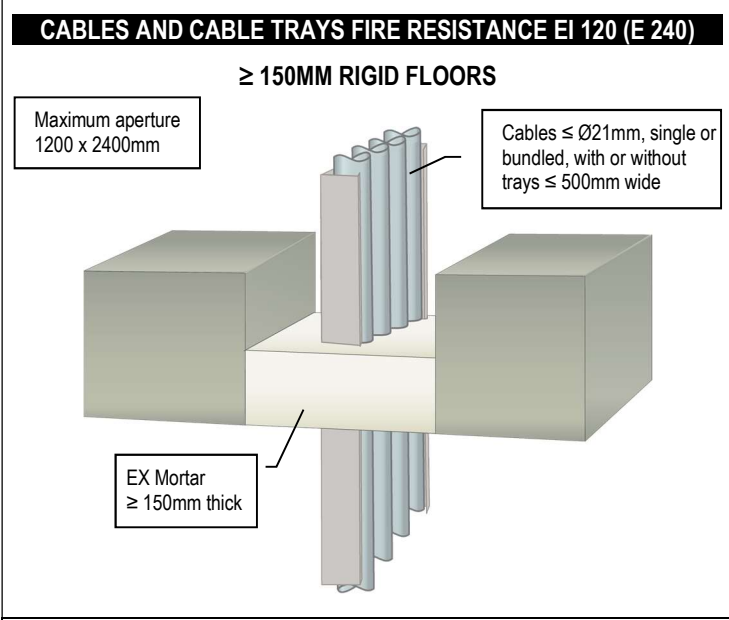 CABLES AND CABLE TRAYS FIRE RESISTANCE EI 120 (E 240)
≥ 150MM RIGID FLOORS
Maximum aperture
1200 x 2400mm
Cables ≤ Ø21mm, single or
bundled, with or without
trays ≤ 500mm wide
EX Mortar
≥ 150mm thick